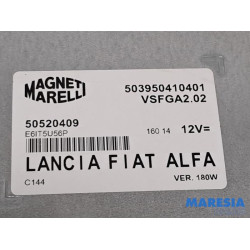 MAGNETI
MARELLI
503950410401
VSFGA2.02
50520409
E6IT5U56P
160 14
12V=
LANCIA FIAT ALFA
C144
VER. 180W
MARESIA